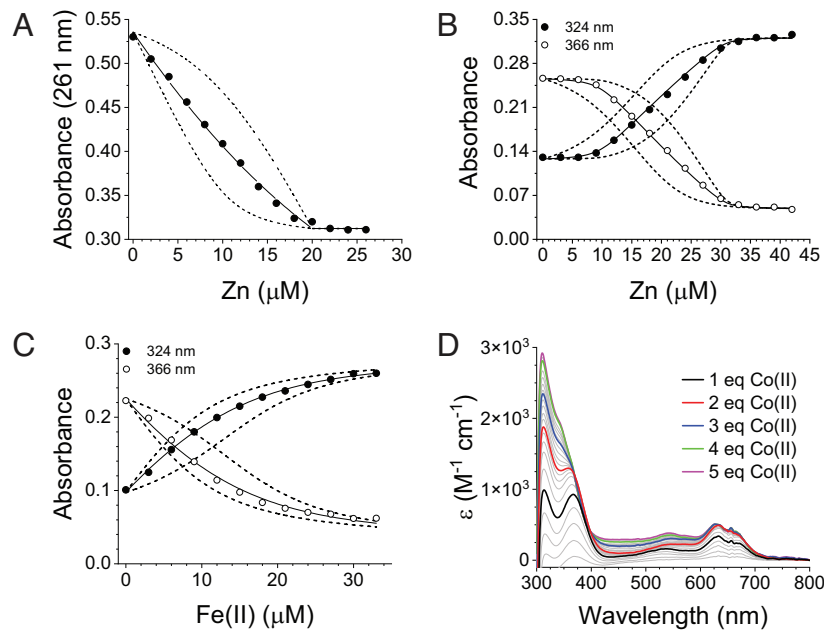 A
Absorbance (261 nm)
0.55
0.50
0.45
0.40
0.35
0.30
0 5 10 15 20 25 30
Zn (μM)
B
324 nm
366 nm
Absorbance
0.35
0.28
0.21
0.14
0.07
0.00
0 5 10 15 20 25 30 35 40 45
Zn (μM)
C
324 nm
366 nm
Absorbance
0.3
0.2
0.1
0.0
0 10 20 30
Fe(II) (μM)
D
ε (M⁻¹ cm⁻¹)
3×10³
2×10³
1×10³
0
1 eq Co(II)
2 eq Co(II)
3 eq Co(II)
4 eq Co(II)
5 eq Co(II)
300 400 500 600 700 800
Wavelength (nm)